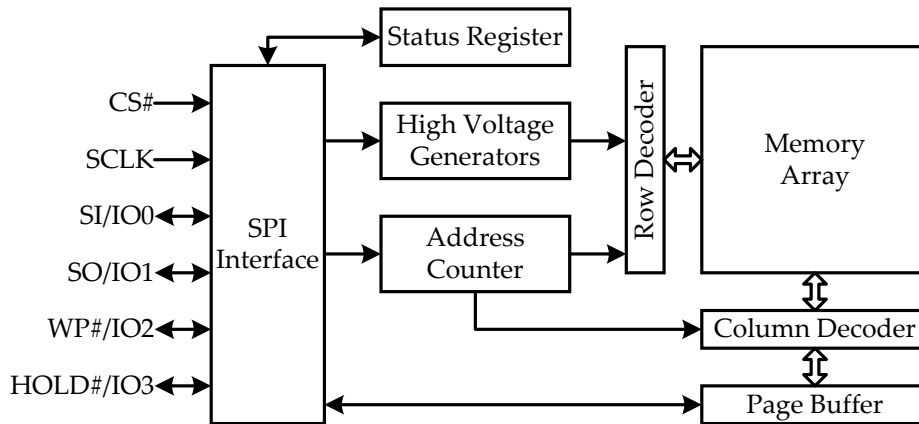 Status Register
CS#
SCLK
SI/IO0
SO/IO1
WP#/IO2
HOLD#/IO3
SPI
Interface
High Voltage
Generators
Address
Counter
Row Decoder
Memory
Array
Column Decoder
Page Buffer